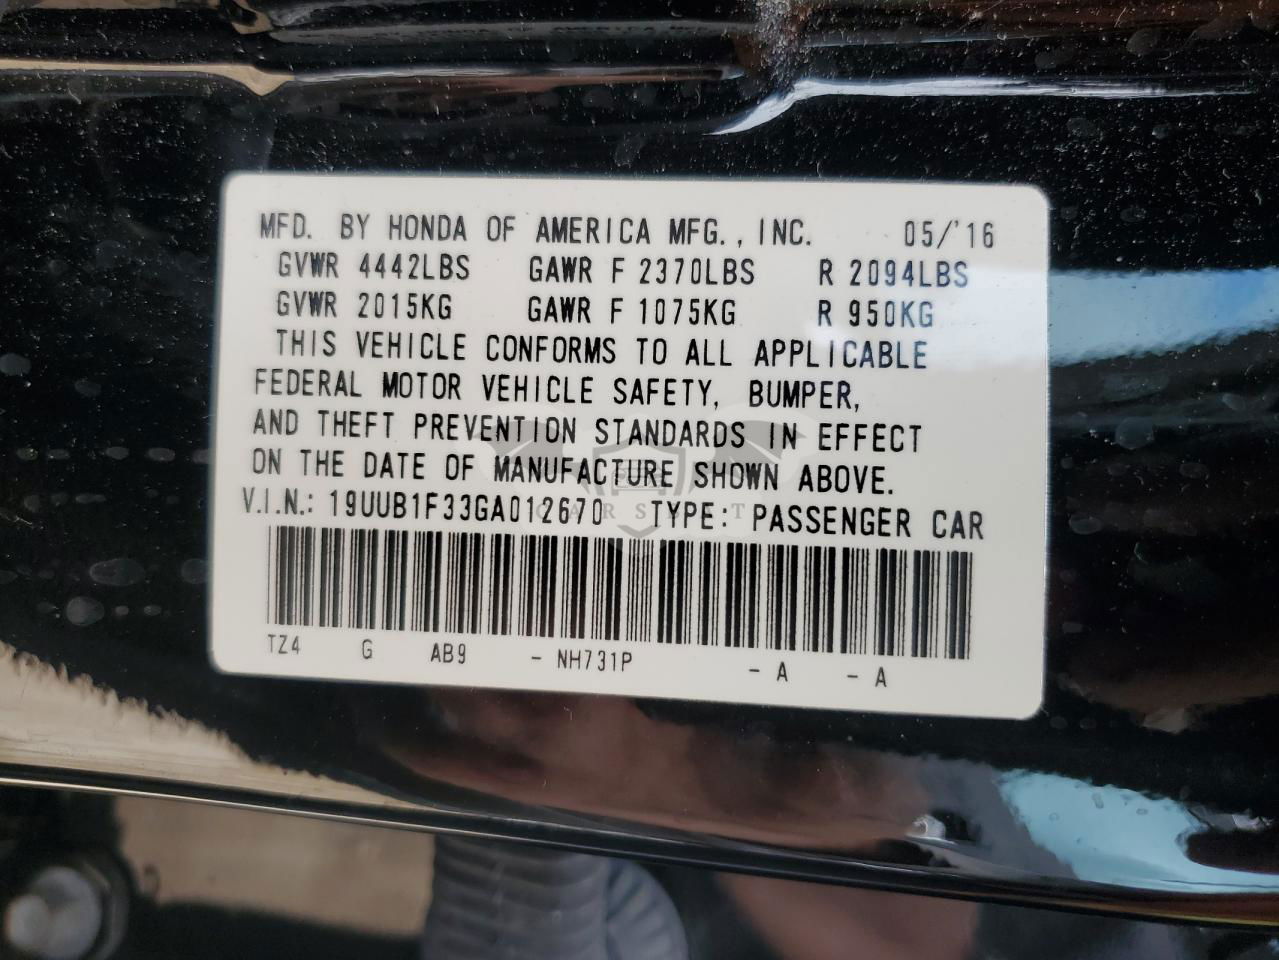 MFD. BY HONDA OF AMERICA MFG., INC. 05/'16
GVWR 4442LBS GAWR F 2370LBS R 2094LBS
GVWR 2015KG GAWR F 1075KG R 950KG
THIS VEHICLE CONFORMS TO ALL APPLICABLE
FEDERAL MOTOR VEHICLE SAFETY, BUMPER,
AND THEFT PREVENTION STANDARDS IN EFFECT
ON THE DATE OF MANUFACTURE SHOWN ABOVE.
V.I.N.: 19UUB1F33GA012670 TYPE: PASSENGER CAR
TZ4 G AB9 - NH731P - A - A